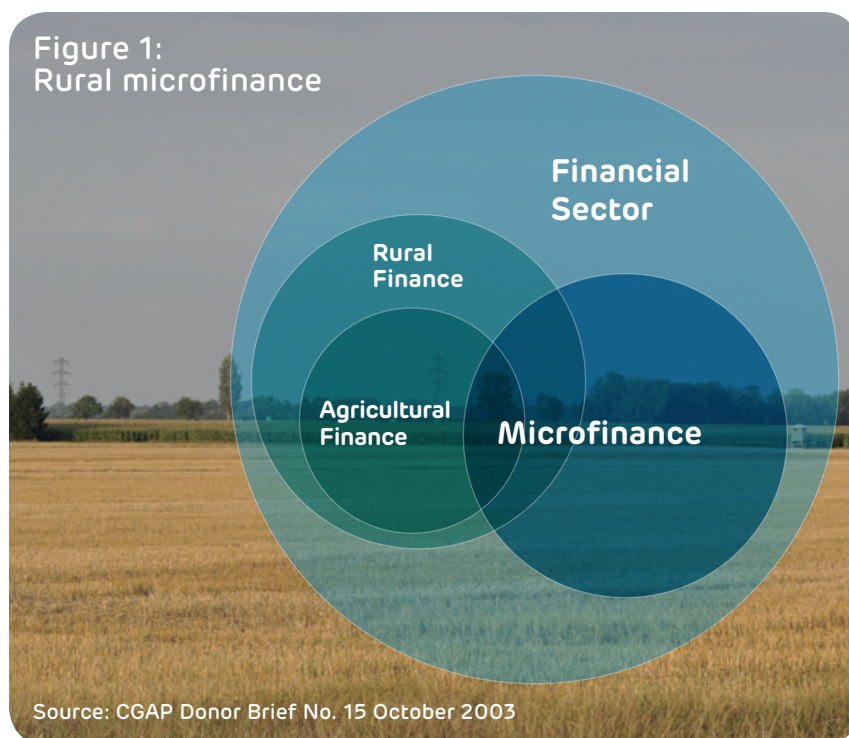 Figure 1:
Rural microfinance
Financial
Sector
Rural
Finance
Agricultural
Finance
Microfinance
Source: CGAP Donor Brief No. 15 October 2003